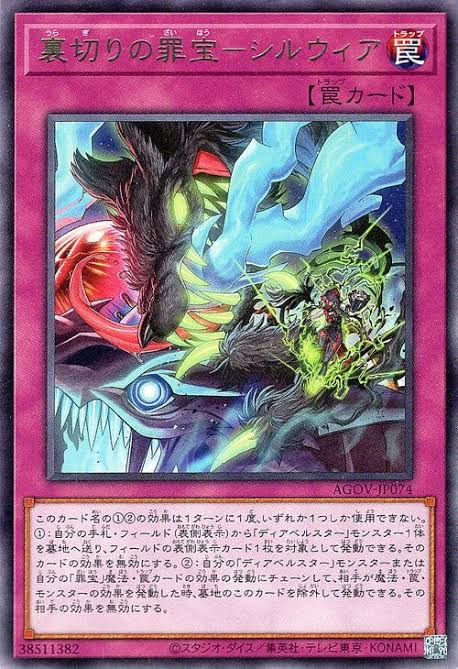 裏切りの罪宝－シルウィア 罠
【罠カード】
AGOV-JP074
このカード名の①②の効果は1ターンに1度、いずれか1つしか使用できない。
①：自分の手札・フィールド（表側表示）から「ディアベルスター」モンスター1体
を墓地へ送り、フィールドの表側表示カード1枚を対象として発動できる。その
カードの効果を無効にする。②：自分の「ディアベルスター」モンスターまたは
自分の「罪宝」魔法・罠カードの効果の発動にチェーンして、相手が魔法・罠・
モンスターの効果を発動した時、墓地のこのカードを除外して発動できる。その
相手の効果を無効にする。
38511382 ©スタジオ・ダイス／集英社・テレビ東京・KONAMI